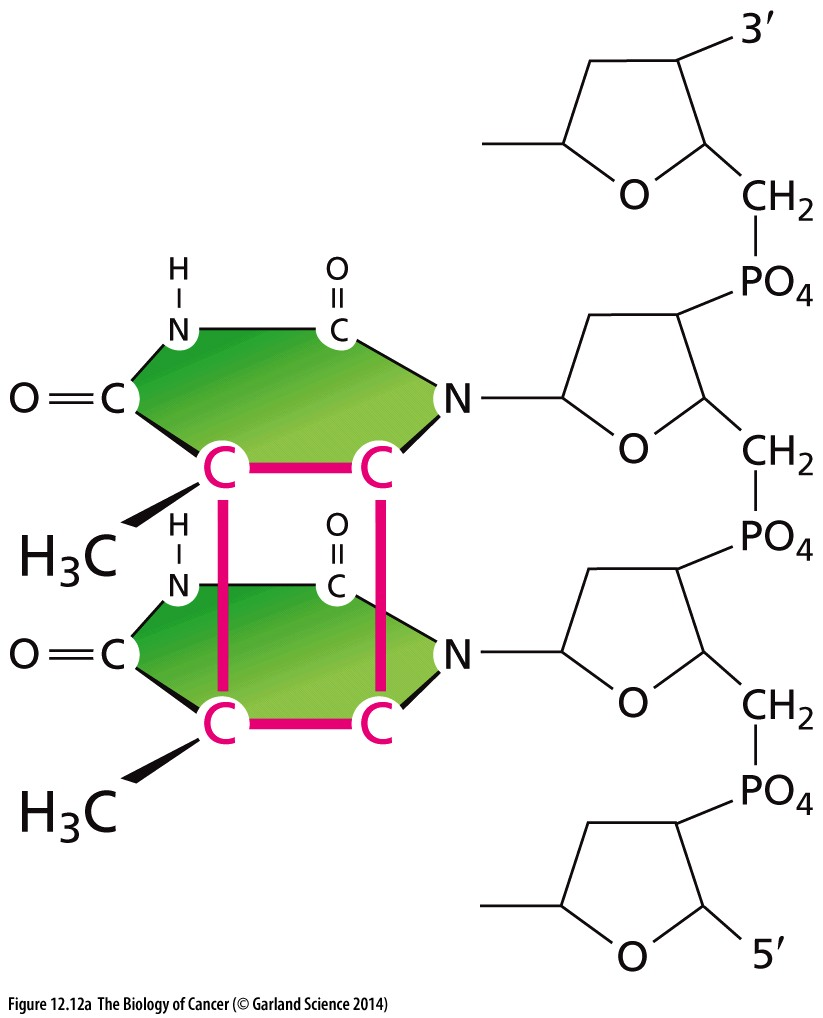 3′
O
CH2
PO4
H
O
N
C
O
C
N
O
CH2
C
C
H
O
PO4
H3C
N
C
O
C
N
O
CH2
C
C
PO4
H3C
O
5′
Figure 12.12a The Biology of Cancer (© Garland Science 2014)